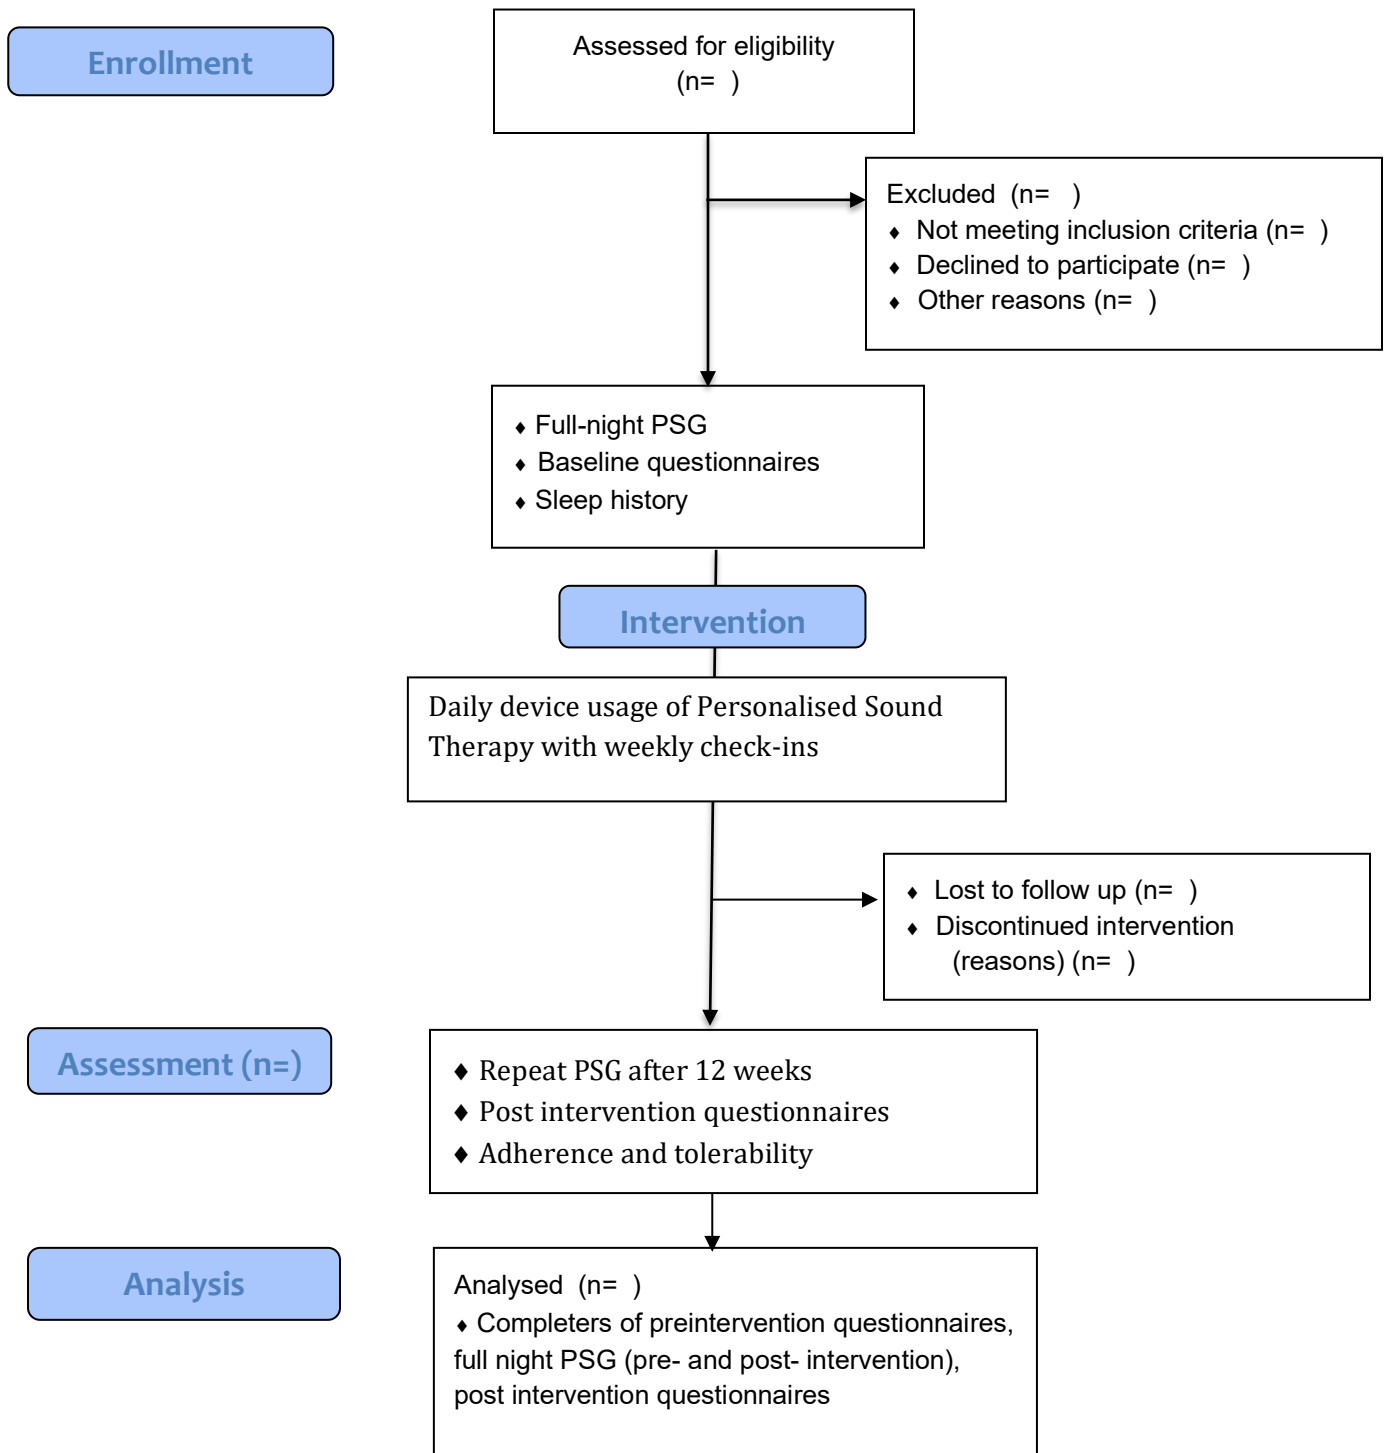 Enrollment
Assessed for eligibility
(n=  )
Excluded  (n=  )
♦ Not meeting inclusion criteria (n=  )
♦ Declined to participate (n=  )
♦ Other reasons (n=  )
♦ Full-night PSG
♦ Baseline questionnaires
♦ Sleep history
Intervention
Daily device usage of Personalised Sound
Therapy with weekly check-ins
♦ Lost to follow up (n=  )
♦ Discontinued intervention
(reasons) (n=  )
Assessment (n=)
♦ Repeat PSG after 12 weeks
♦ Post intervention questionnaires
♦ Adherence and tolerability
Analysis
Analysed  (n=  )
♦ Completers of preintervention questionnaires,
full night PSG (pre- and post- intervention),
post intervention questionnaires